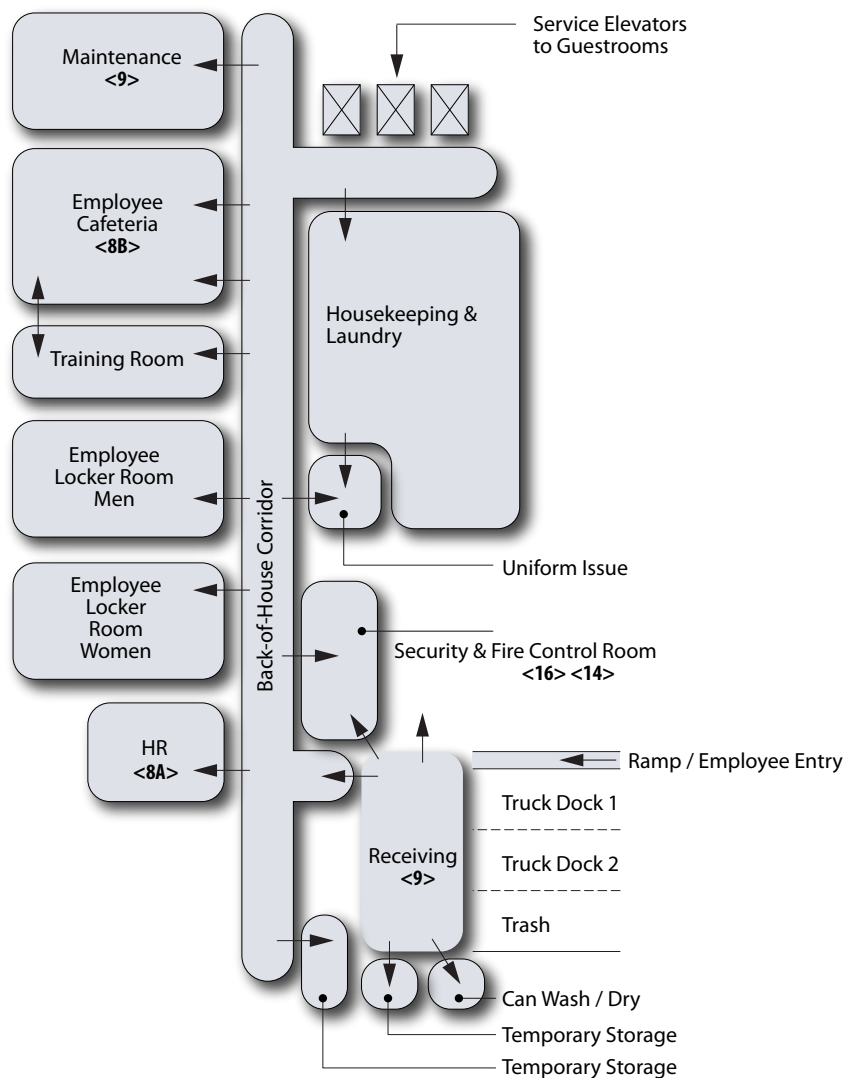 Service Elevators
to Guestrooms
Maintenance
<9>
Employee
Cafeteria
<8B>
Housekeeping &
Laundry
Training Room
Employee
Locker Room
Men
Back-of-House Corridor
Uniform Issue
Employee
Locker
Room
Women
Security & Fire Control Room
<16> <14>
HR
<8A>
Ramp / Employee Entry
Truck Dock 1
Receiving
<9>
Truck Dock 2
Trash
Can Wash / Dry
Temporary Storage
Temporary Storage